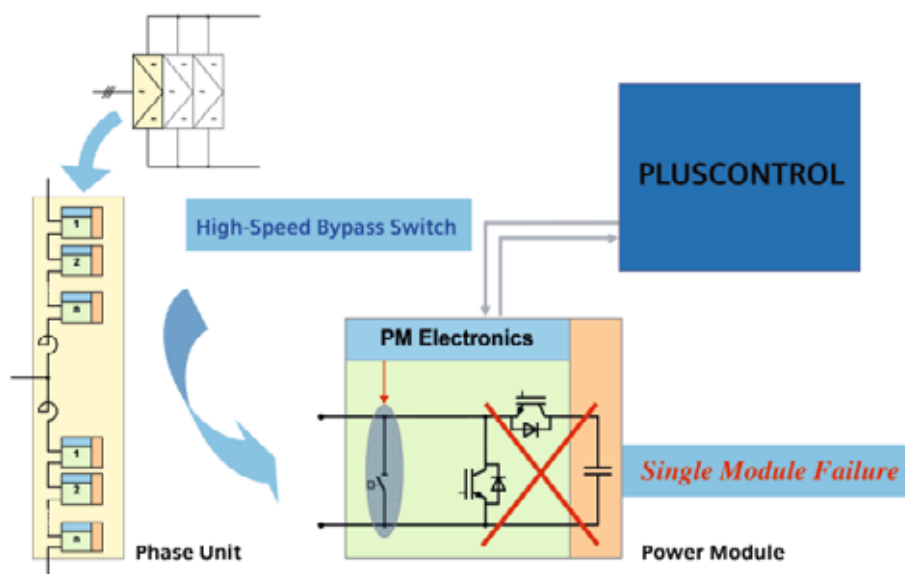 PLUSCONTROL
High-Speed Bypass Switch
1
2
n
PM Electronics
1
2
n
Single Module Failure
Phase Unit
Power Module